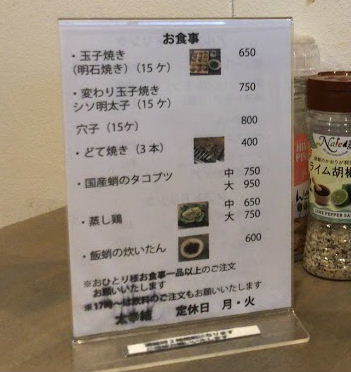 お食事
・玉子焼き 650
(明石焼き)(15ケ)
・変わり玉子焼き 750
シソ明太子(15ケ)
穴子(15ケ) 800
・どて焼き(3本) 400
・国産蛸のタコブツ 中 750
大 950
・蒸し鶏 中 650
大 750
・飯蛸の炊いたん 600
※おひとり様お食事一品以上のご注文
お願いいたします
※17時〜は飲料のご注文もお願いいたします
定休日 月・火
ライム胡椒
LIME PEPPER